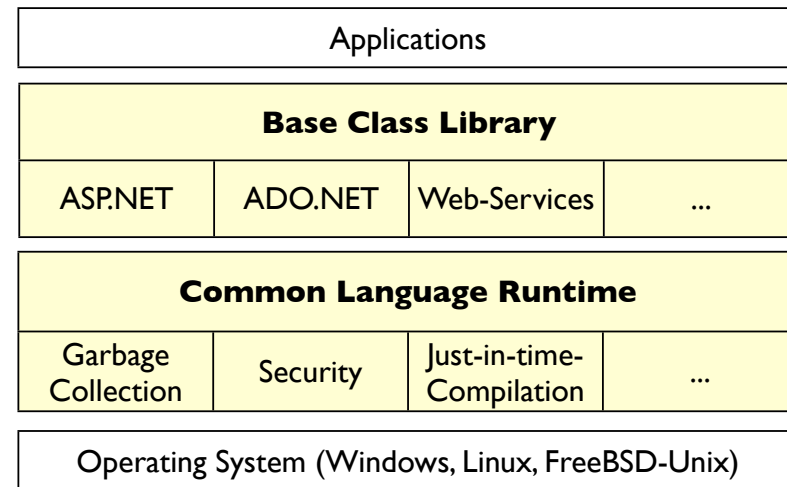 Applications
Base Class Library
ASP.NET
ADO.NET
Web-Services
...
Common Language Runtime
Garbage
Collection
Security
Just-in-time-
Compilation
...
Operating System (Windows, Linux, FreeBSD-Unix)